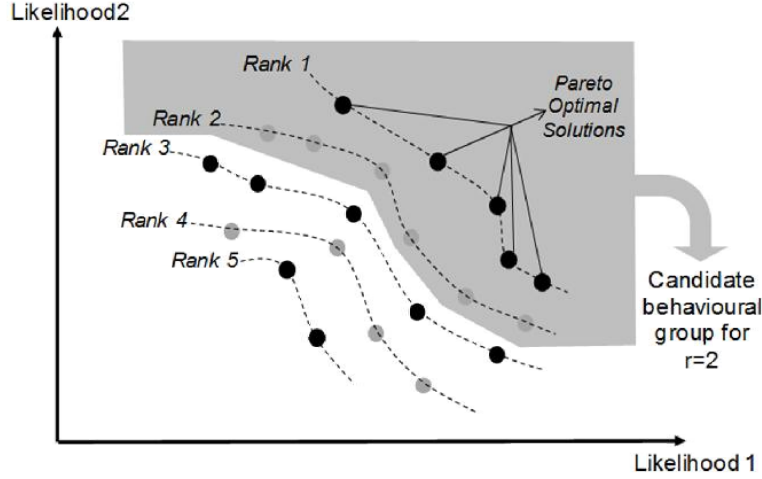 Likelihood2
Rank 1
Pareto
Optimal
Solutions
Rank 2
Rank 3
Rank 4
Rank 5
Candidate
behavioural
group for
r=2
Likelihood 1